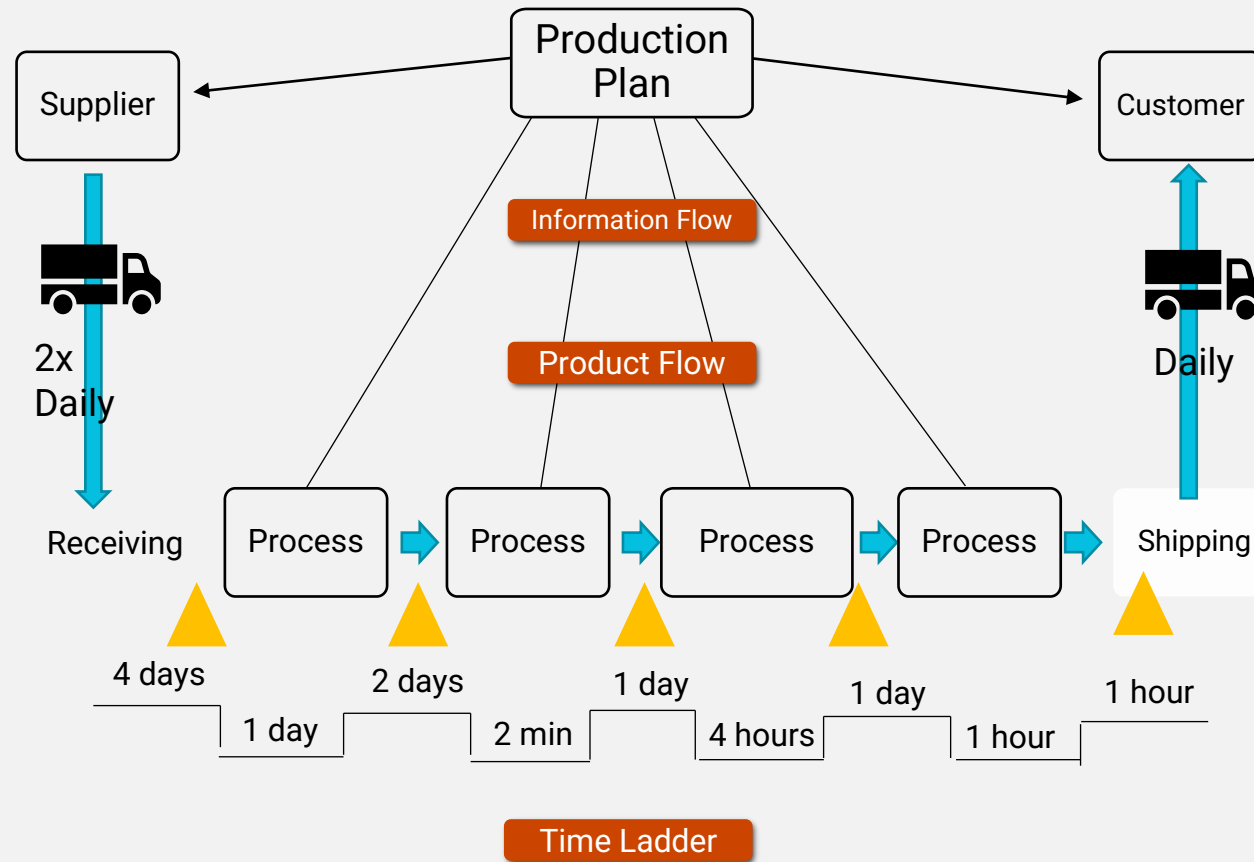 Production
Plan
Supplier
Customer
Information Flow
2x
Daily
Product Flow
Daily
Receiving
Process
Process
Process
Process
Shipping
4 days
2 days
1 day
1 day
1 hour
1 day
2 min
4 hours
1 hour
Time Ladder